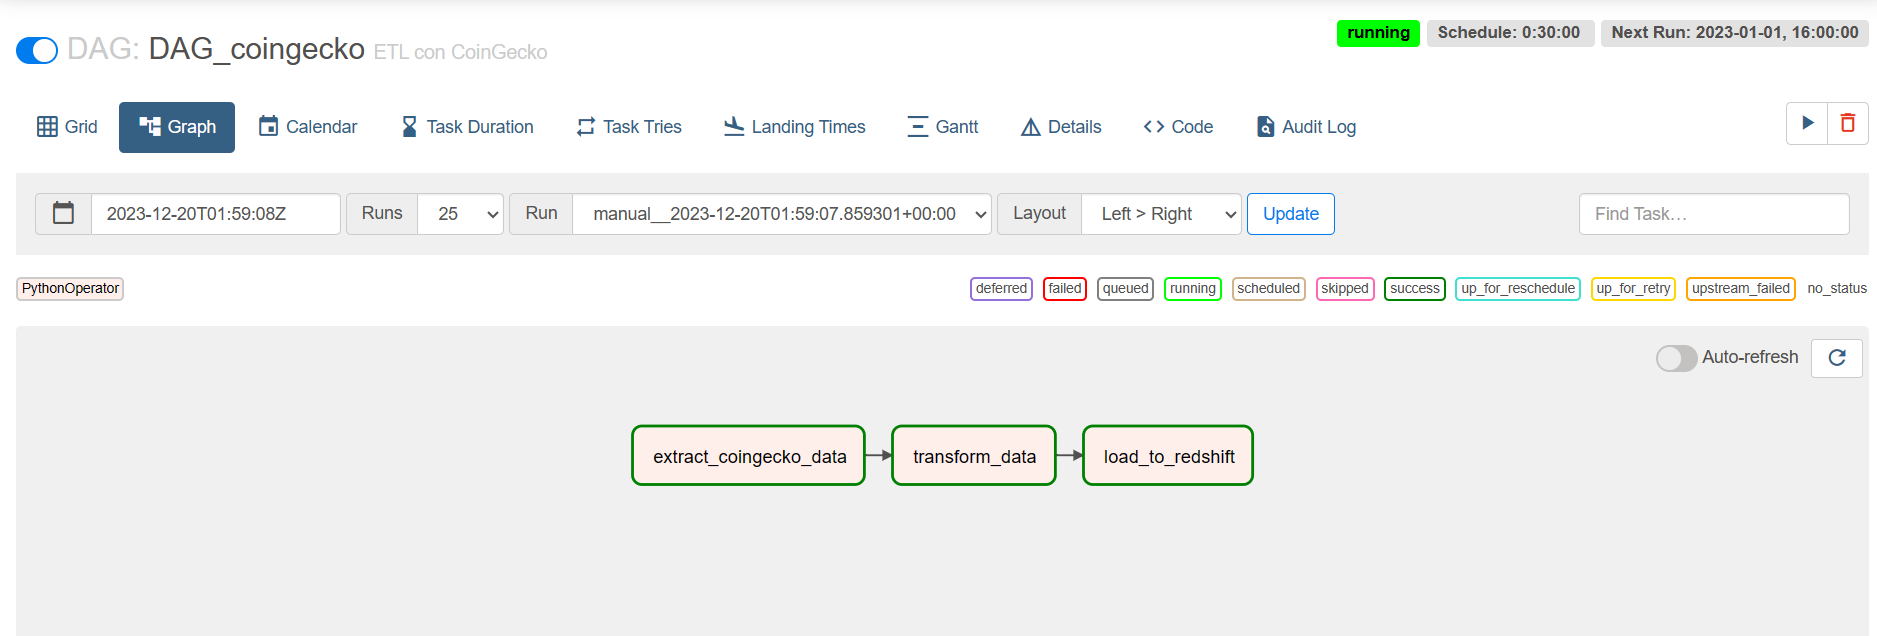 DAG: DAG_coingecko ETL con CoinGecko
running Schedule: 0:30:00 Next Run: 2023-01-01, 16:00:00
Grid Graph Calendar Task Duration Task Tries Landing Times Gantt Details Code Audit Log
2023-12-20T01:59:08Z Runs 25 Run manual__2023-12-20T01:59:07.859301+00:00 Layout Left > Right Update Find Task…
PythonOperator deferred failed queued running scheduled skipped success up_for_reschedule up_for_retry upstream_failed no_status
Auto-refresh
extract_coingecko_data transform_data load_to_redshift